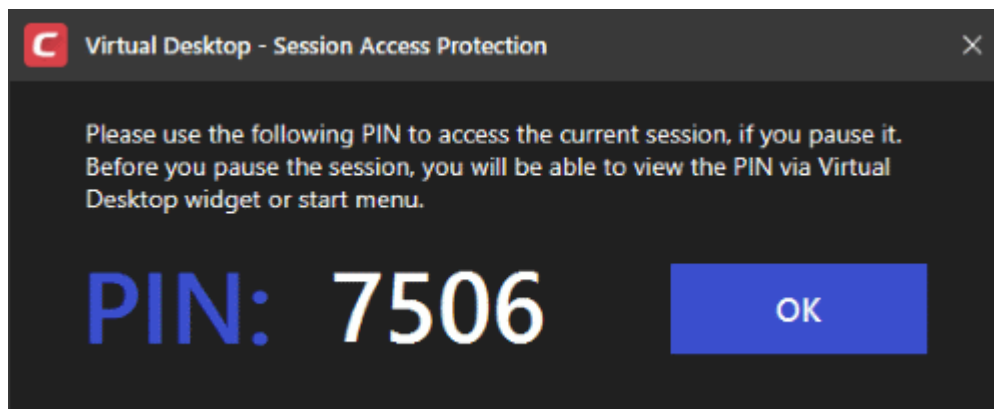 C Virtual Desktop - Session Access Protection
Please use the following PIN to access the current session, if you pause it.
Before you pause the session, you will be able to view the PIN via Virtual
Desktop widget or start menu.
PIN: 7506 OK